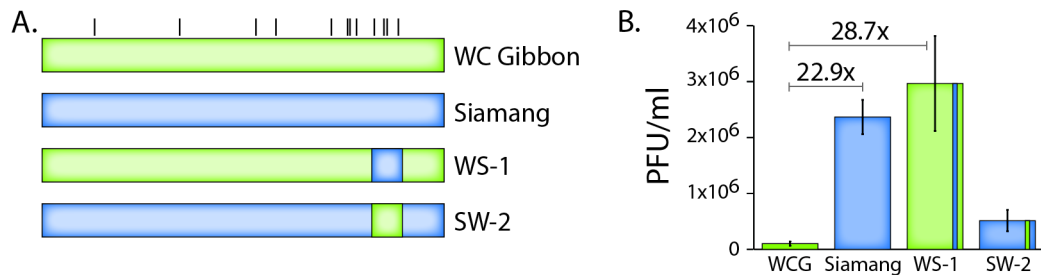 A.
WC Gibbon
Siamang
WS-1
SW-2
B.
PFU/ml
4x10⁶
3x10⁶
2x10⁶
1x10⁶
0
28.7x
22.9x
WCG Siamang WS-1 SW-2